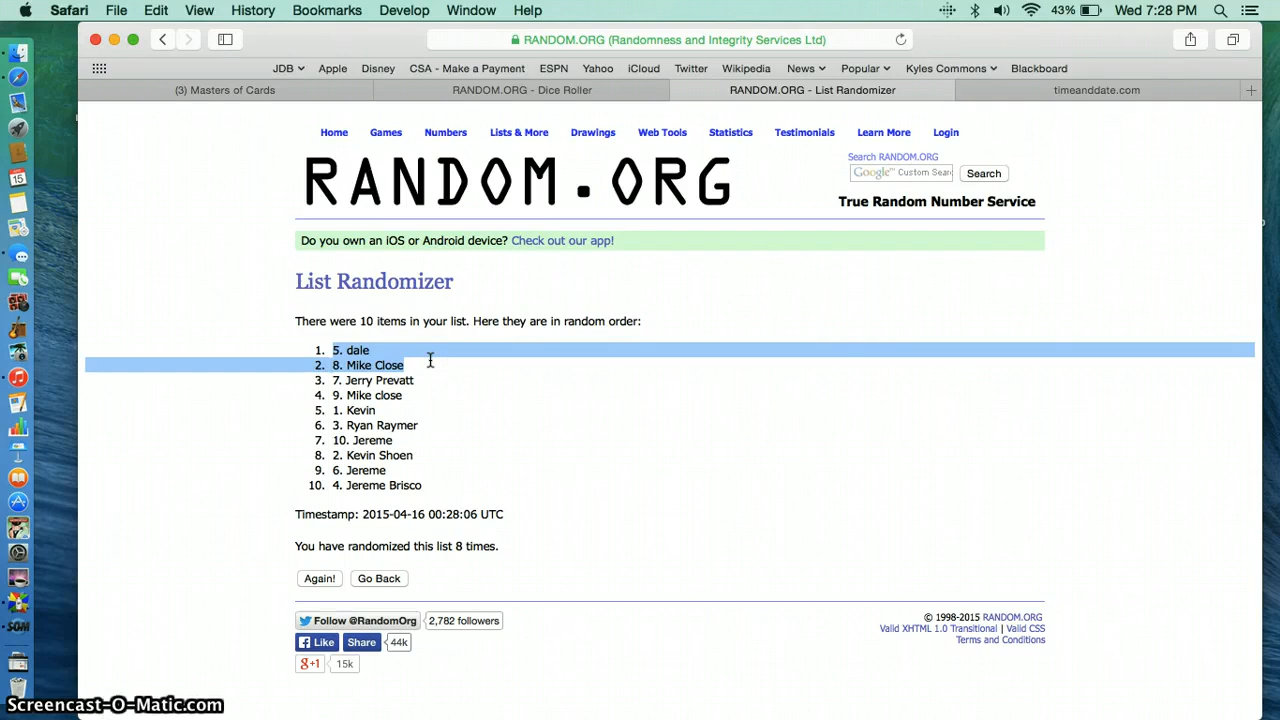 Safari File Edit View History Bookmarks Develop Window Help 43% Wed 7:28 PM
RANDOM.ORG (Randomness and Integrity Services Ltd)
JDB Apple Disney CSA - Make a Payment ESPN Yahoo iCloud Twitter Wikipedia News Popular Kyles Commons Blackboard
(3) Masters of Cards RANDOM.ORG - Dice Roller RANDOM.ORG - List Randomizer timeanddate.com +
Home Games Numbers Lists & More Drawings Web Tools Statistics Testimonials Learn More Login
Search RANDOM.ORG
Google™ Custom Sear Search
RANDOM.ORG
True Random Number Service
Do you own an iOS or Android device? Check out our app!
List Randomizer
There were 10 items in your list. Here they are in random order:
1. 5. dale
2. 8. Mike Close
3. 7. Jerry Prevatt
4. 9. Mike close
5. 1. Kevin
6. 3. Ryan Raymer
7. 10. Jereme
8. 2. Kevin Shoen
9. 6. Jereme
10. 4. Jereme Brisco
Timestamp: 2015-04-16 00:28:06 UTC
You have randomized this list 8 times.
Again! Go Back
Follow @RandomOrg 2,782 followers
Like Share 44k
g+1 15k
© 1998-2015 RANDOM.ORG
Valid XHTML 1.0 Transitional | Valid CSS
Terms and Conditions
15
SOM
Screencast-O-Matic.com